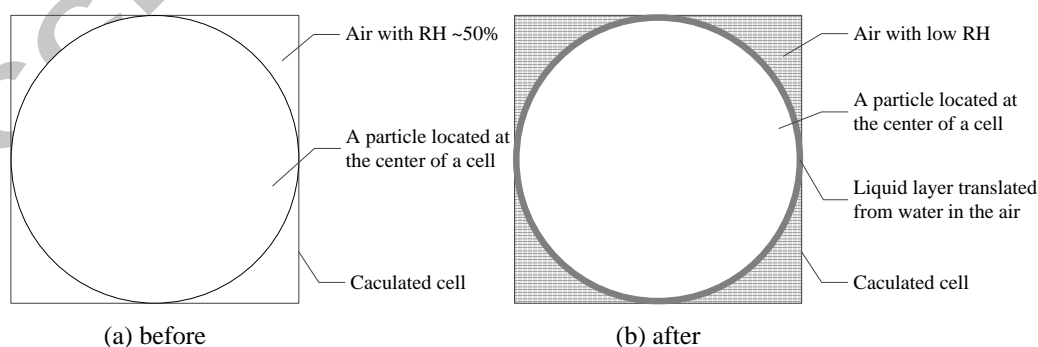 Air with RH ~50%
A particle located at
the center of a cell
Caculated cell
(a) before
Air with low RH
A particle located at
the center of a cell
Liquid layer translated
from water in the air
Caculated cell
(b) after